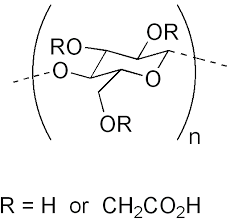 RO
OR
O
O
OR
n
R = H or CH₂CO₂H